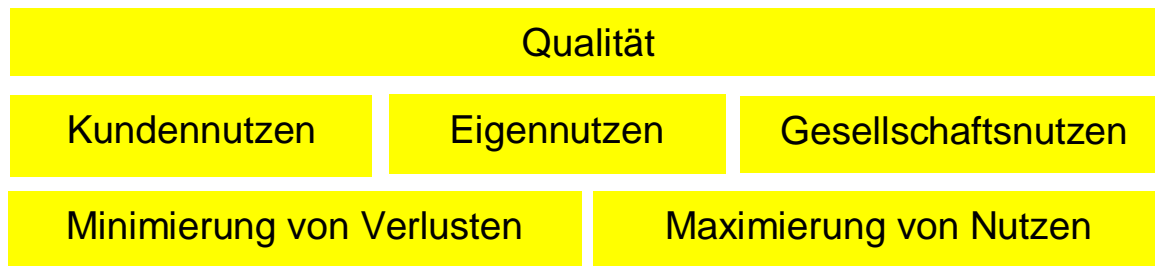 Qualität
Kundennutzen Eigennutzen Gesellschaftsnutzen
Minimierung von Verlusten Maximierung von Nutzen